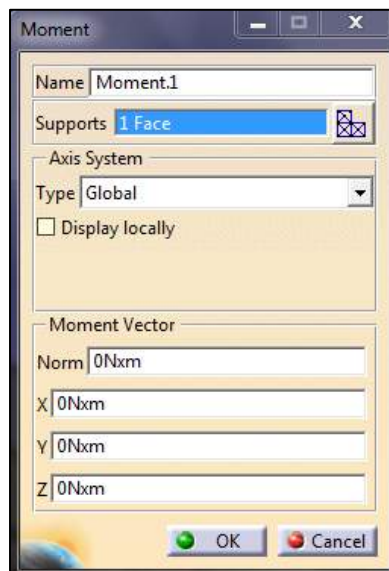 Moment
Name Moment.1
Supports 1 Face
Axis System
Type Global
Display locally
Moment Vector
Norm 0Nxm
X 0Nxm
Y 0Nxm
Z 0Nxm
OK Cancel